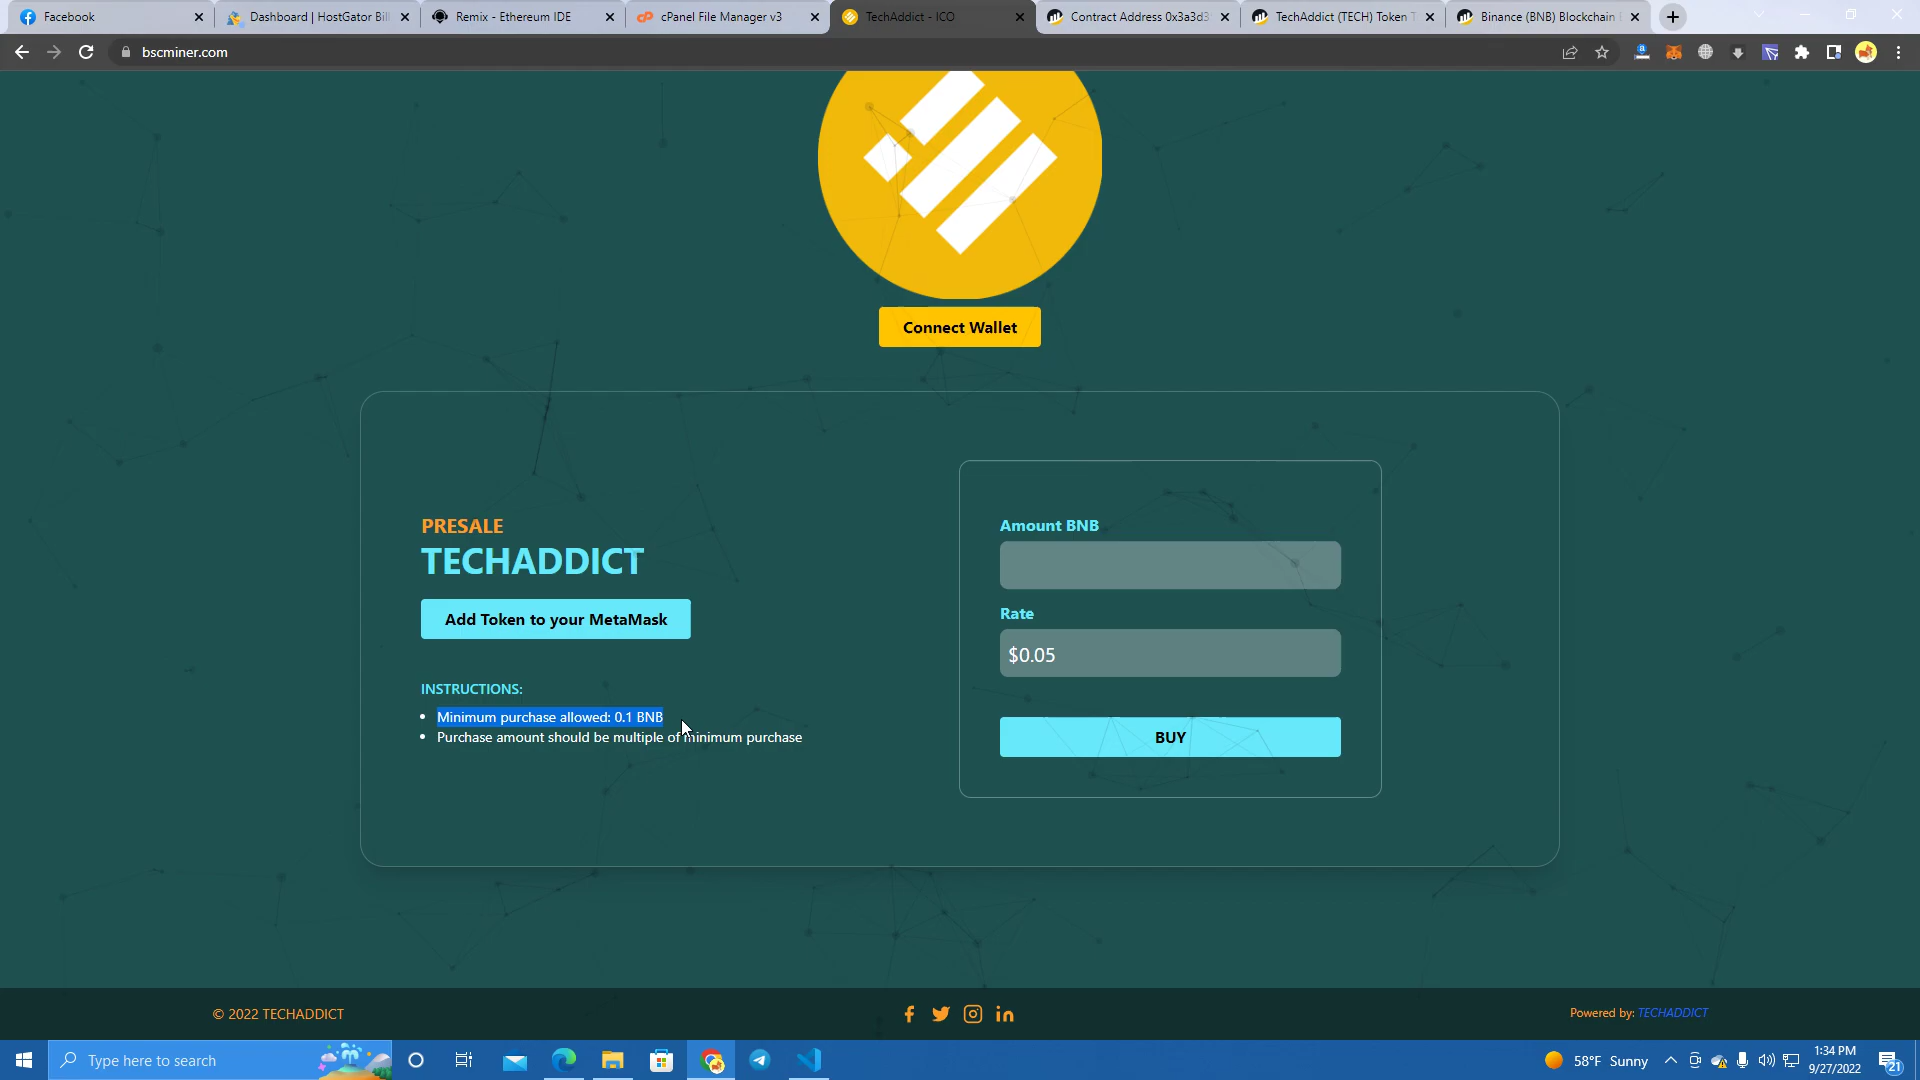 Facebook
Dashboard | HostGator Bill
Remix - Ethereum IDE
cPanel File Manager v3
TechAddict - ICO
Contract Address 0x3a3d3
TechAddict (TECH) Token T
Binance (BNB) Blockchain E
bscminer.com
Connect Wallet
PRESALE
TECHADDICT
Add Token to your MetaMask
INSTRUCTIONS:
Minimum purchase allowed: 0.1 BNB
Purchase amount should be multiple of minimum purchase
Amount BNB
Rate
$0.05
BUY
© 2022 TECHADDICT
Powered by: TECHADDICT
Type here to search
58°F Sunny
1:34 PM
9/27/2022
21